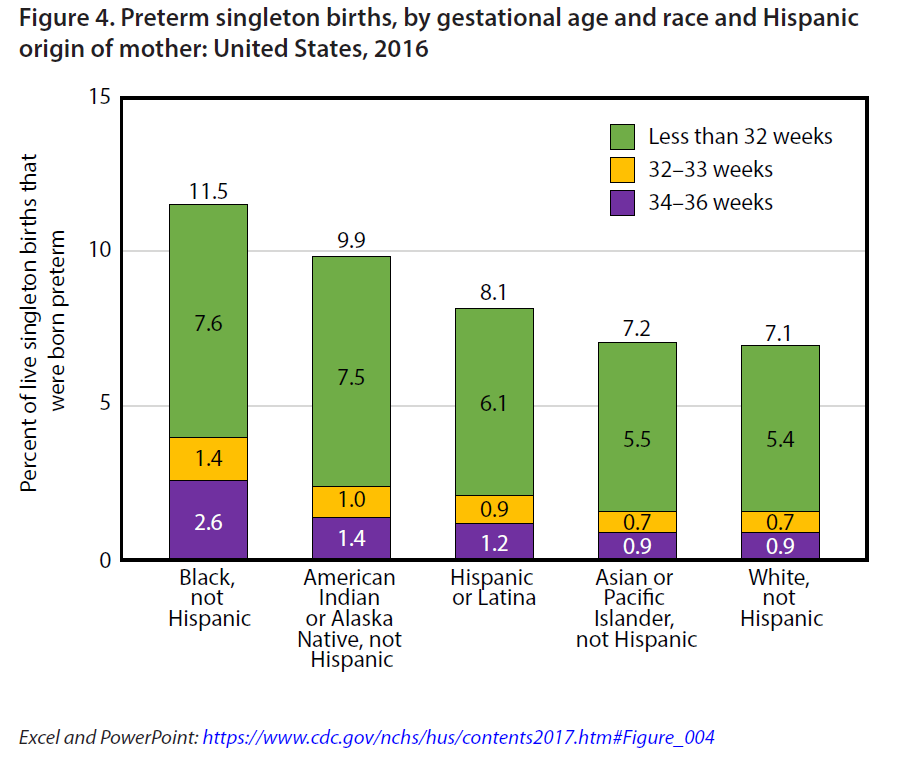 Figure 4. Preterm singleton births, by gestational age and race and Hispanic
origin of mother: United States, 2016
Percent of live singleton births that
were born preterm
15
10
5
0
Less than 32 weeks
32–33 weeks
34–36 weeks
11.5
7.6
1.4
2.6
9.9
7.5
1.0
1.4
8.1
6.1
0.9
1.2
7.2
5.5
0.7
0.9
7.1
5.4
0.7
0.9
Black,
not
Hispanic
American
Indian
or Alaska
Native, not
Hispanic
Hispanic
or Latina
Asian or
Pacific
Islander,
not Hispanic
White,
not
Hispanic
Excel and PowerPoint: https://www.cdc.gov/nchs/hus/contents2017.htm#Figure_004